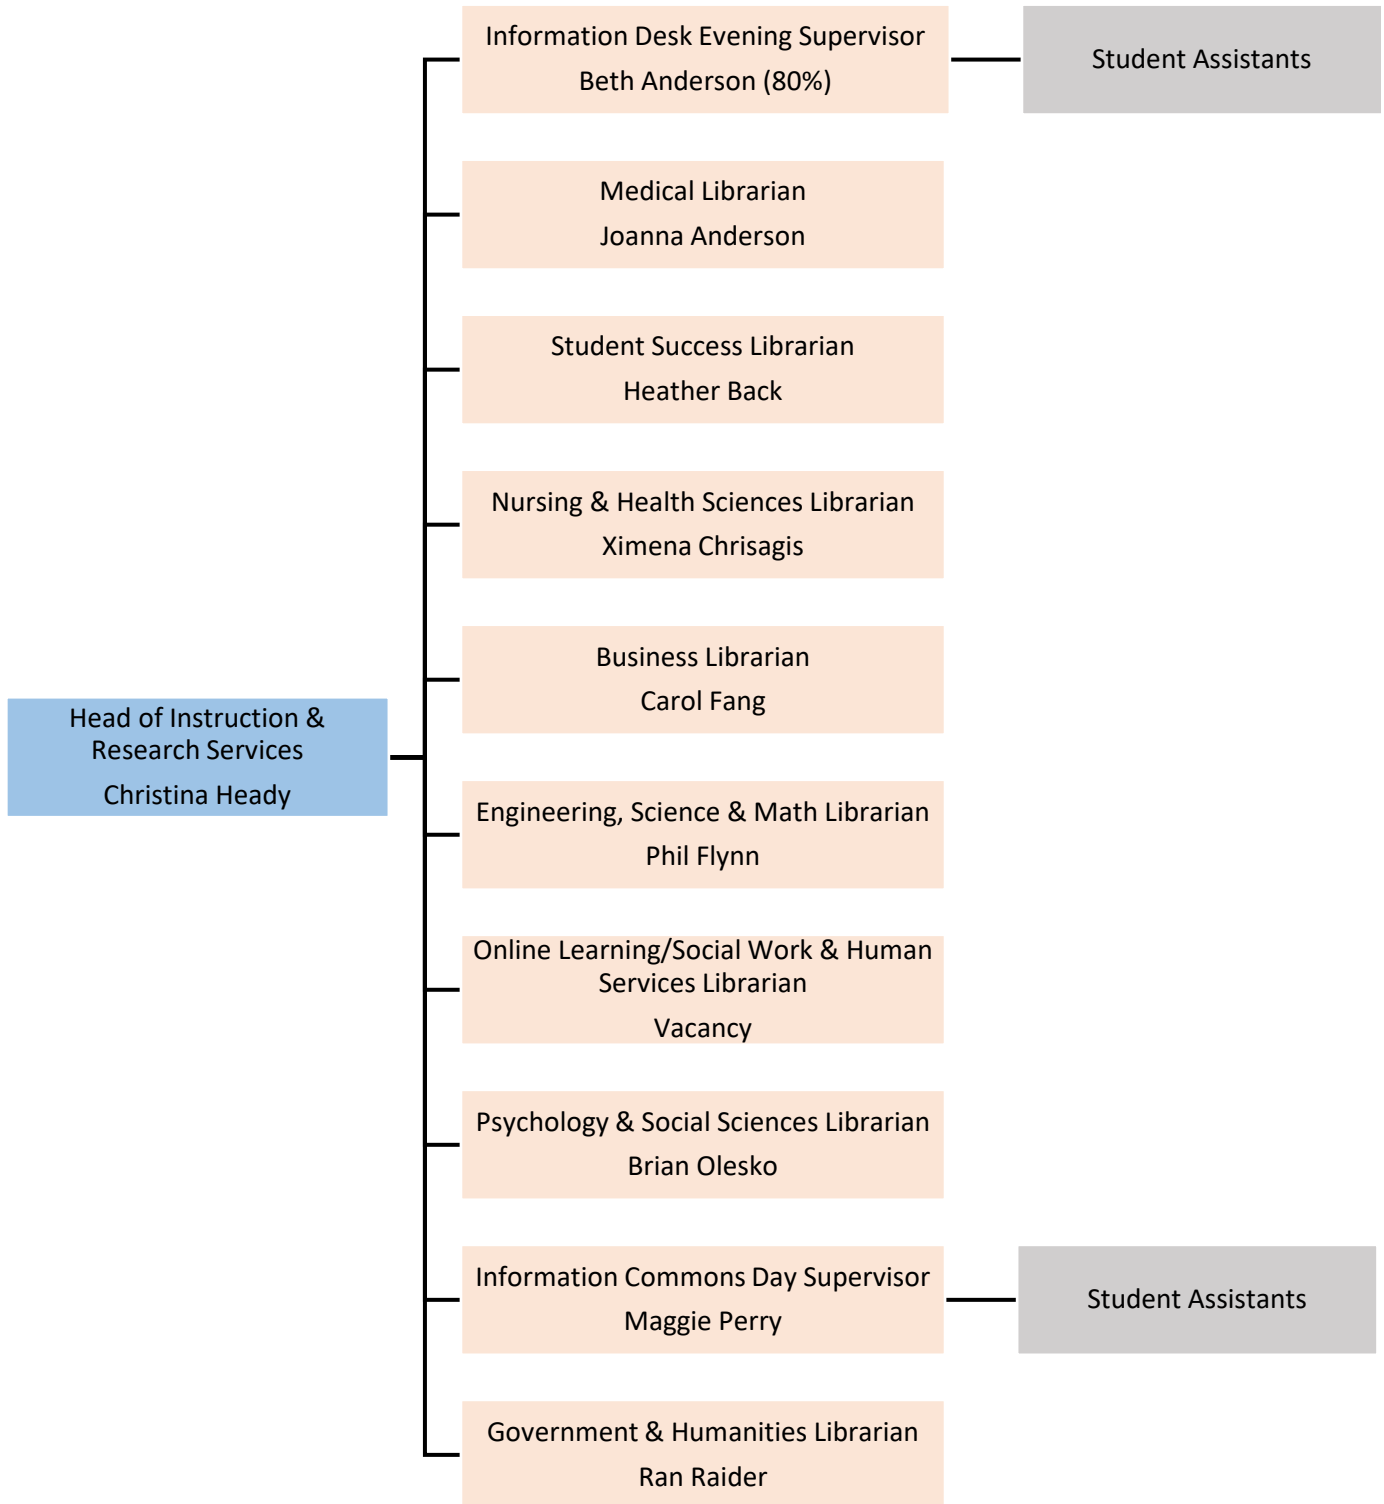 Information Desk Evening Supervisor
Beth Anderson (80%)
Student Assistants
Medical Librarian
Joanna Anderson
Student Success Librarian
Heather Back
Nursing & Health Sciences Librarian
Ximena Chrisagis
Business Librarian
Carol Fang
Head of Instruction &
Research Services
Christina Heady
Engineering, Science & Math Librarian
Phil Flynn
Online Learning/Social Work & Human
Services Librarian
Vacancy
Psychology & Social Sciences Librarian
Brian Olesko
Information Commons Day Supervisor
Maggie Perry
Student Assistants
Government & Humanities Librarian
Ran Raider